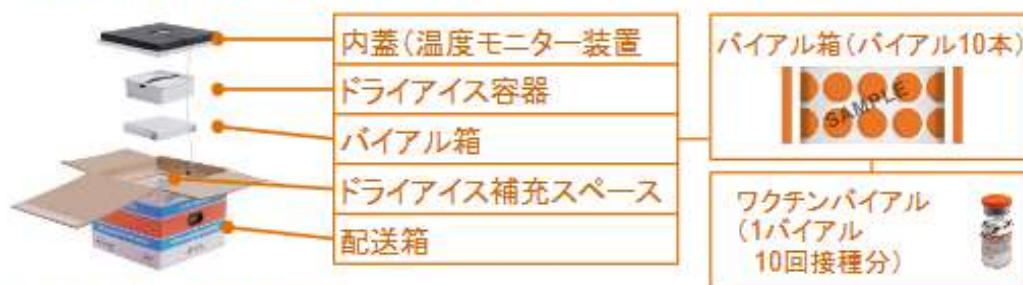 内蓋(温度モニター装置
ドライアイス容器
バイアル箱
ドライアイス補充スペース
配送箱
バイアル箱(バイアル10本)
SAMPLE
ワクチンバイアル
(1バイアル
10回接種分)